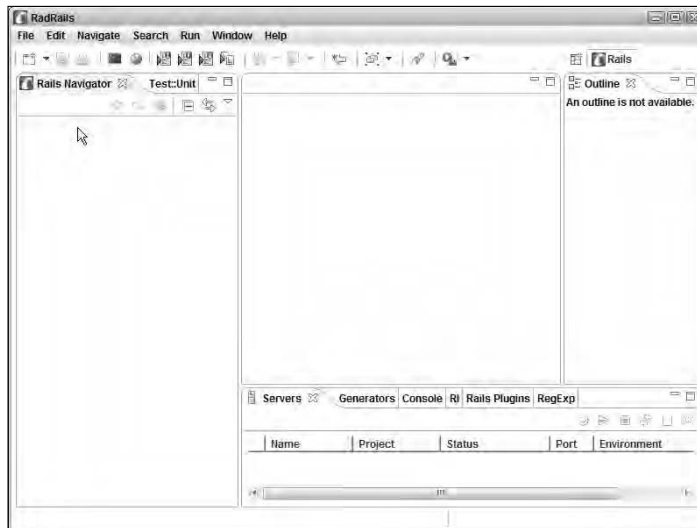 RadRails
File Edit Navigate Search Run Window Help
Rails
Rails Navigator Test::Unit
Outline
An outline is not available.
Servers Generators Console RI Rails Plugins RegExp
Name Project Status Port Environment